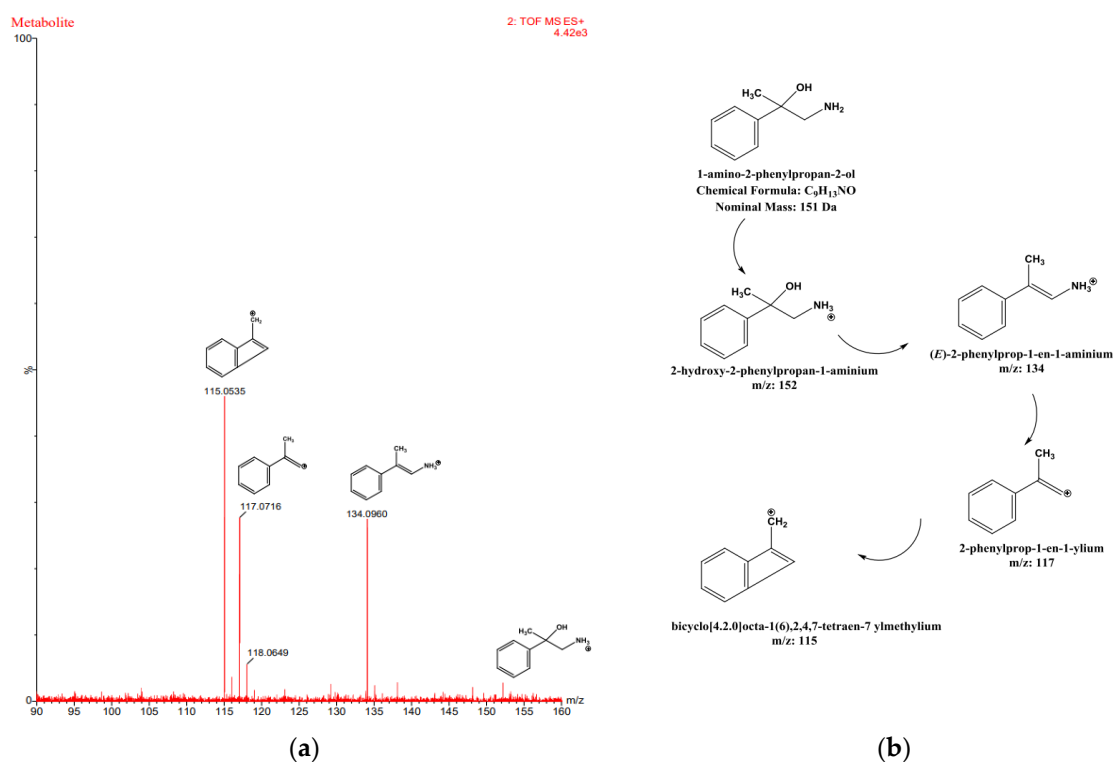 Metabolite
2: TOF MS ES+
4.42e3
100
%
0
115.0535
117.0716
118.0649
134.0960
⊕
CH₂
CH₃
⊕
CH₃
NH₃⊕
H₃C
OH
NH₃
⊕
90 95 100 105 110 115 120 125 130 135 140 145 150 155 160
m/z
(a)
H₃C
OH
NH₂
1-amino-2-phenylpropan-2-ol
Chemical Formula: C₉H₁₃NO
Nominal Mass: 151 Da
H₃C
OH
NH₃
⊕
2-hydroxy-2-phenylpropan-1-aminium
m/z: 152
CH₃
NH₃⊕
(E)-2-phenylprop-1-en-1-aminium
m/z: 134
CH₃
⊕
2-phenylprop-1-en-1-ylium
m/z: 117
⊕
CH₂
bicyclo[4.2.0]octa-1(6),2,4,7-tetraen-7 ylmethylium
m/z: 115
(b)